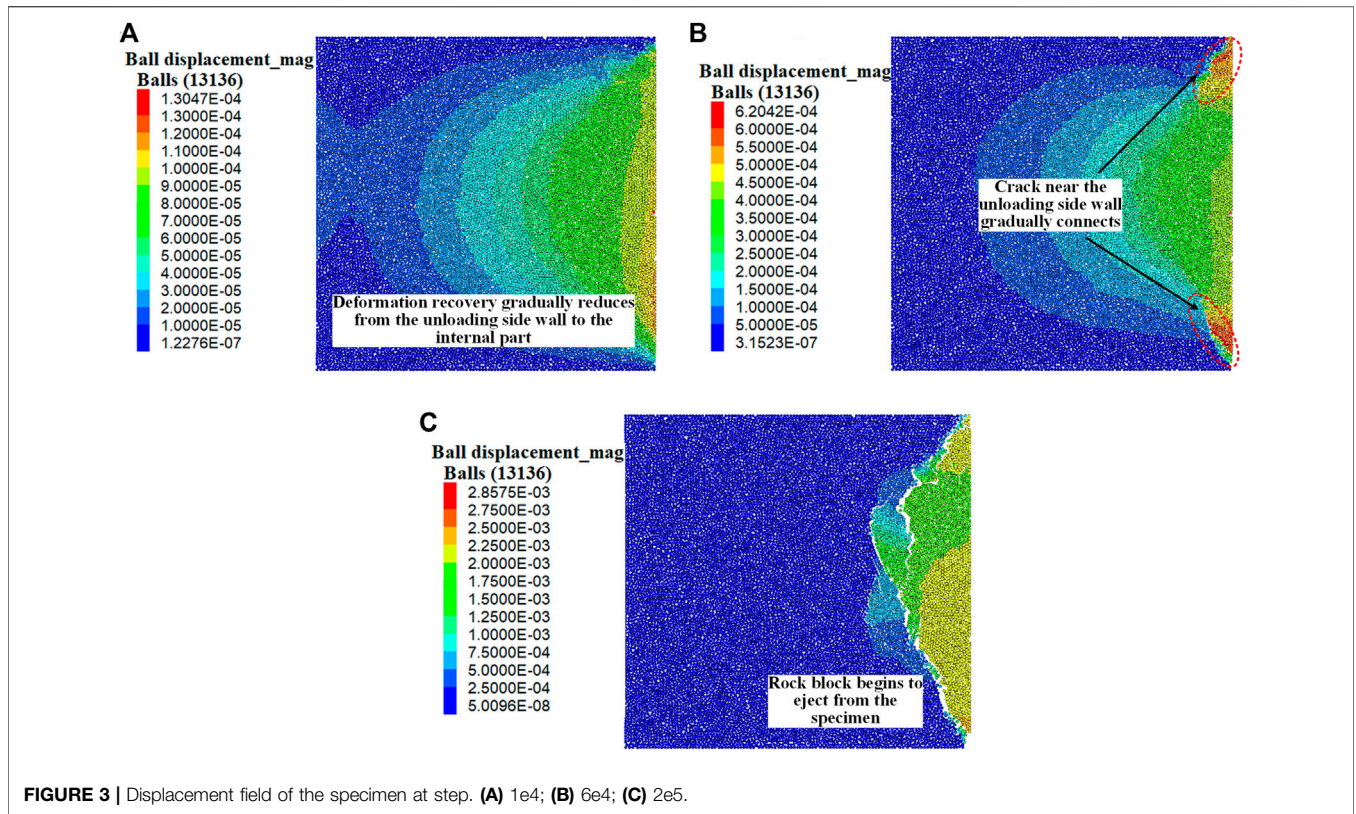 A
Ball displacement_mag
Balls (13136)
1.3047E-04
1.3000E-04
1.2000E-04
1.1000E-04
1.0000E-04
9.0000E-05
8.0000E-05
7.0000E-05
6.0000E-05
5.0000E-05
4.0000E-05
3.0000E-05
2.0000E-05
1.0000E-05
1.2276E-07
Deformation recovery gradually reduces
from the unloading side wall to the
internal part
B
Ball displacement_mag
Balls (13136)
6.2042E-04
6.0000E-04
5.5000E-04
5.0000E-04
4.5000E-04
4.0000E-04
3.5000E-04
3.0000E-04
2.5000E-04
2.0000E-04
1.5000E-04
1.0000E-04
5.0000E-05
3.1523E-07
Crack near the
unloading side wall
gradually connects
C
Ball displacement_mag
Balls (13136)
2.8575E-03
2.7500E-03
2.5000E-03
2.2500E-03
2.0000E-03
1.7500E-03
1.5000E-03
1.2500E-03
1.0000E-03
7.5000E-04
5.0000E-04
2.5000E-04
5.0096E-08
Rock block begins to
eject from the
specimen
FIGURE 3 | Displacement field of the specimen at step. (A) 1e4; (B) 6e4; (C) 2e5.